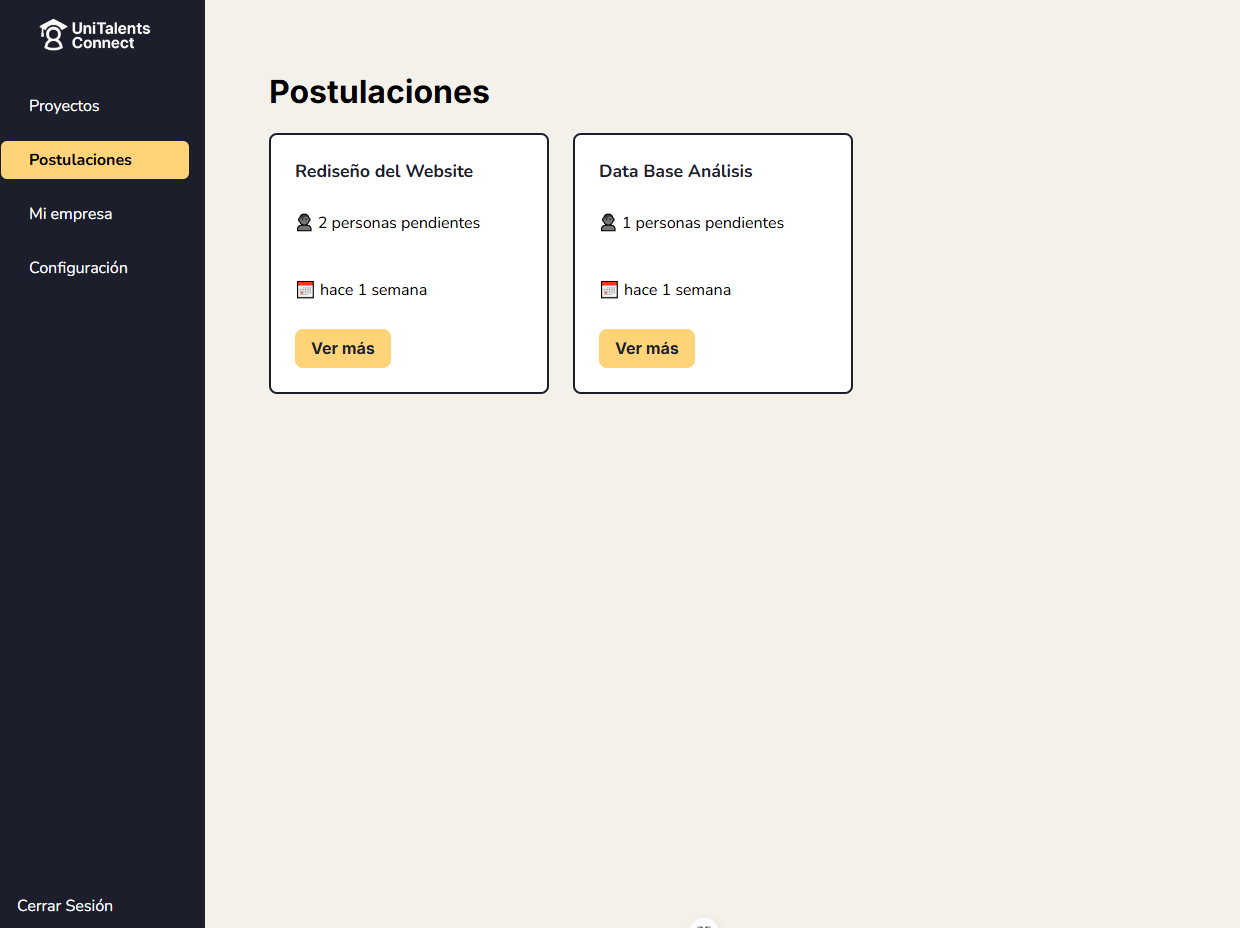 UniTalents
Connect
Proyectos
Postulaciones
Mi empresa
Configuración
Cerrar Sesión
Postulaciones
Rediseño del Website
2 personas pendientes
hace 1 semana
Ver más
Data Base Análisis
1 personas pendientes
hace 1 semana
Ver más